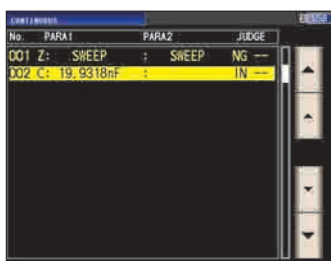 CONTINUOUS
No. PARA1 PARA2 JUDGE
001 Z: SWEEP : SWEEP NG --
002 C: 19.9318nF : IN --